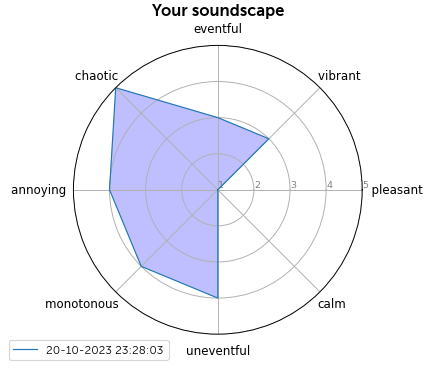 Your soundscape
eventful
chaotic
vibrant
annoying
1 2 3 4 5
pleasant
monotonous
calm
20-10-2023 23:28:03
uneventful